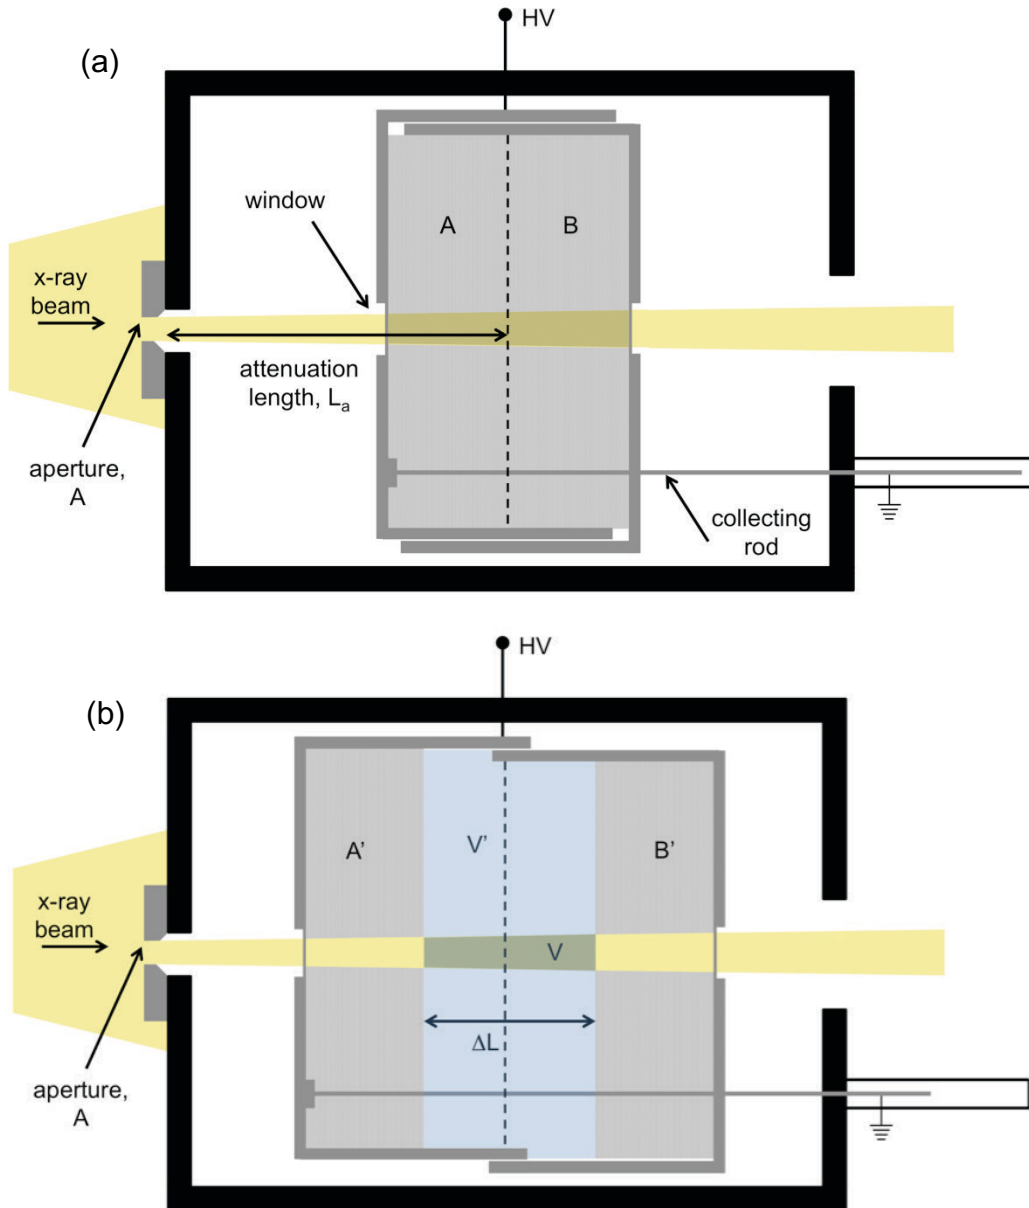 HV
(a)
window
A
B
x-ray
beam
attenuation
length, Lₐ
aperture,
A
collecting
rod
HV
(b)
A’
V’
B’
x-ray
beam
V
ΔL
aperture,
A